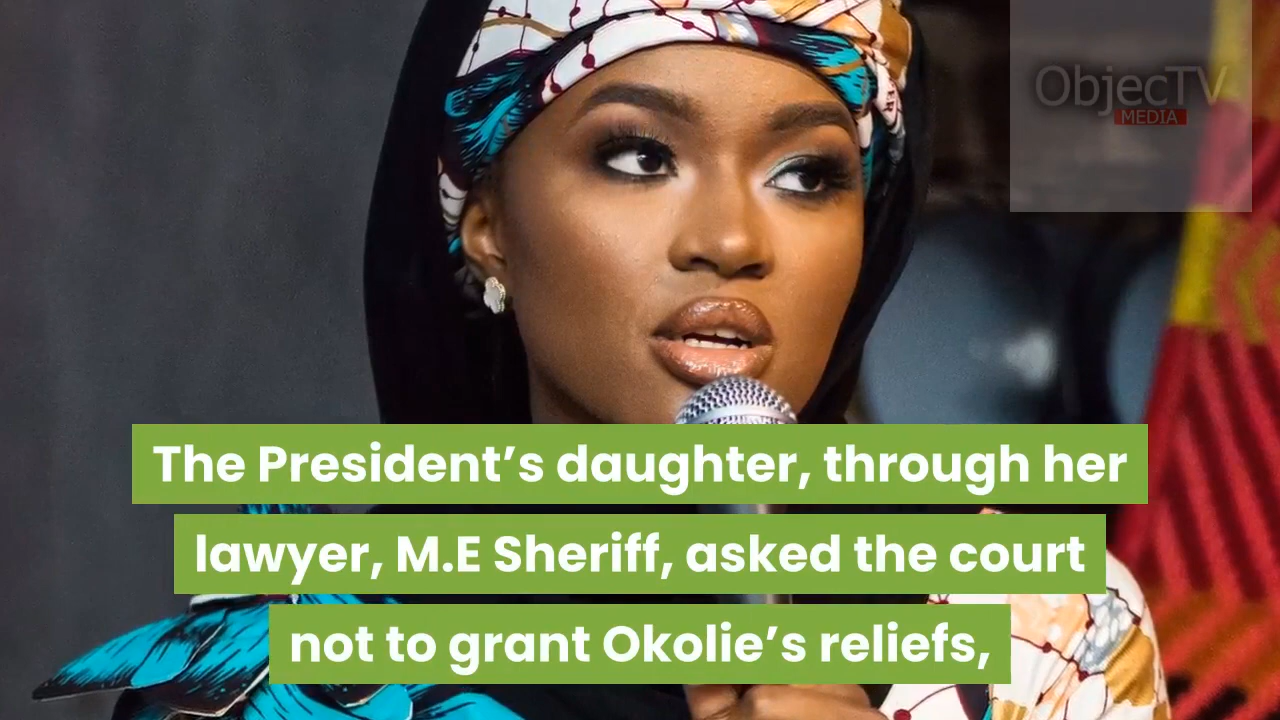 ObjecTV
MEDIA
The President’s daughter, through her
lawyer, M.E Sheriff, asked the court
not to grant Okolie’s reliefs,